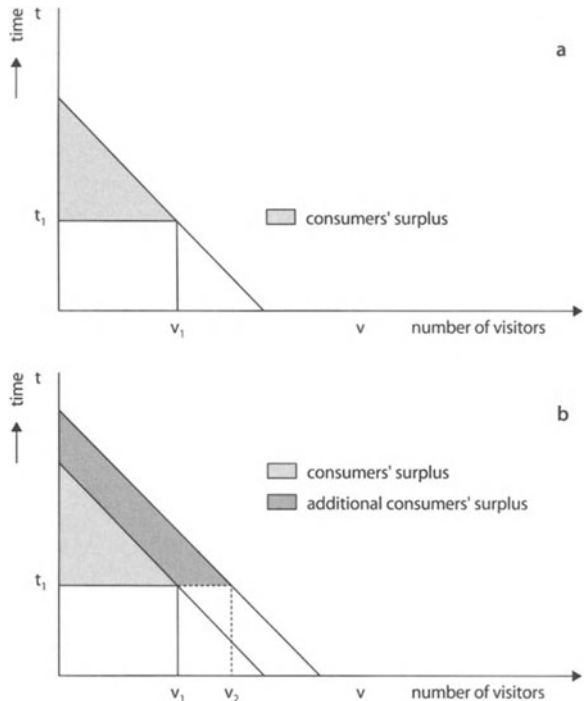 time t
a
t1
consumers' surplus
v1 v number of visitors
time t
b
consumers' surplus
additional consumers' surplus
t1
v1 v2 v number of visitors